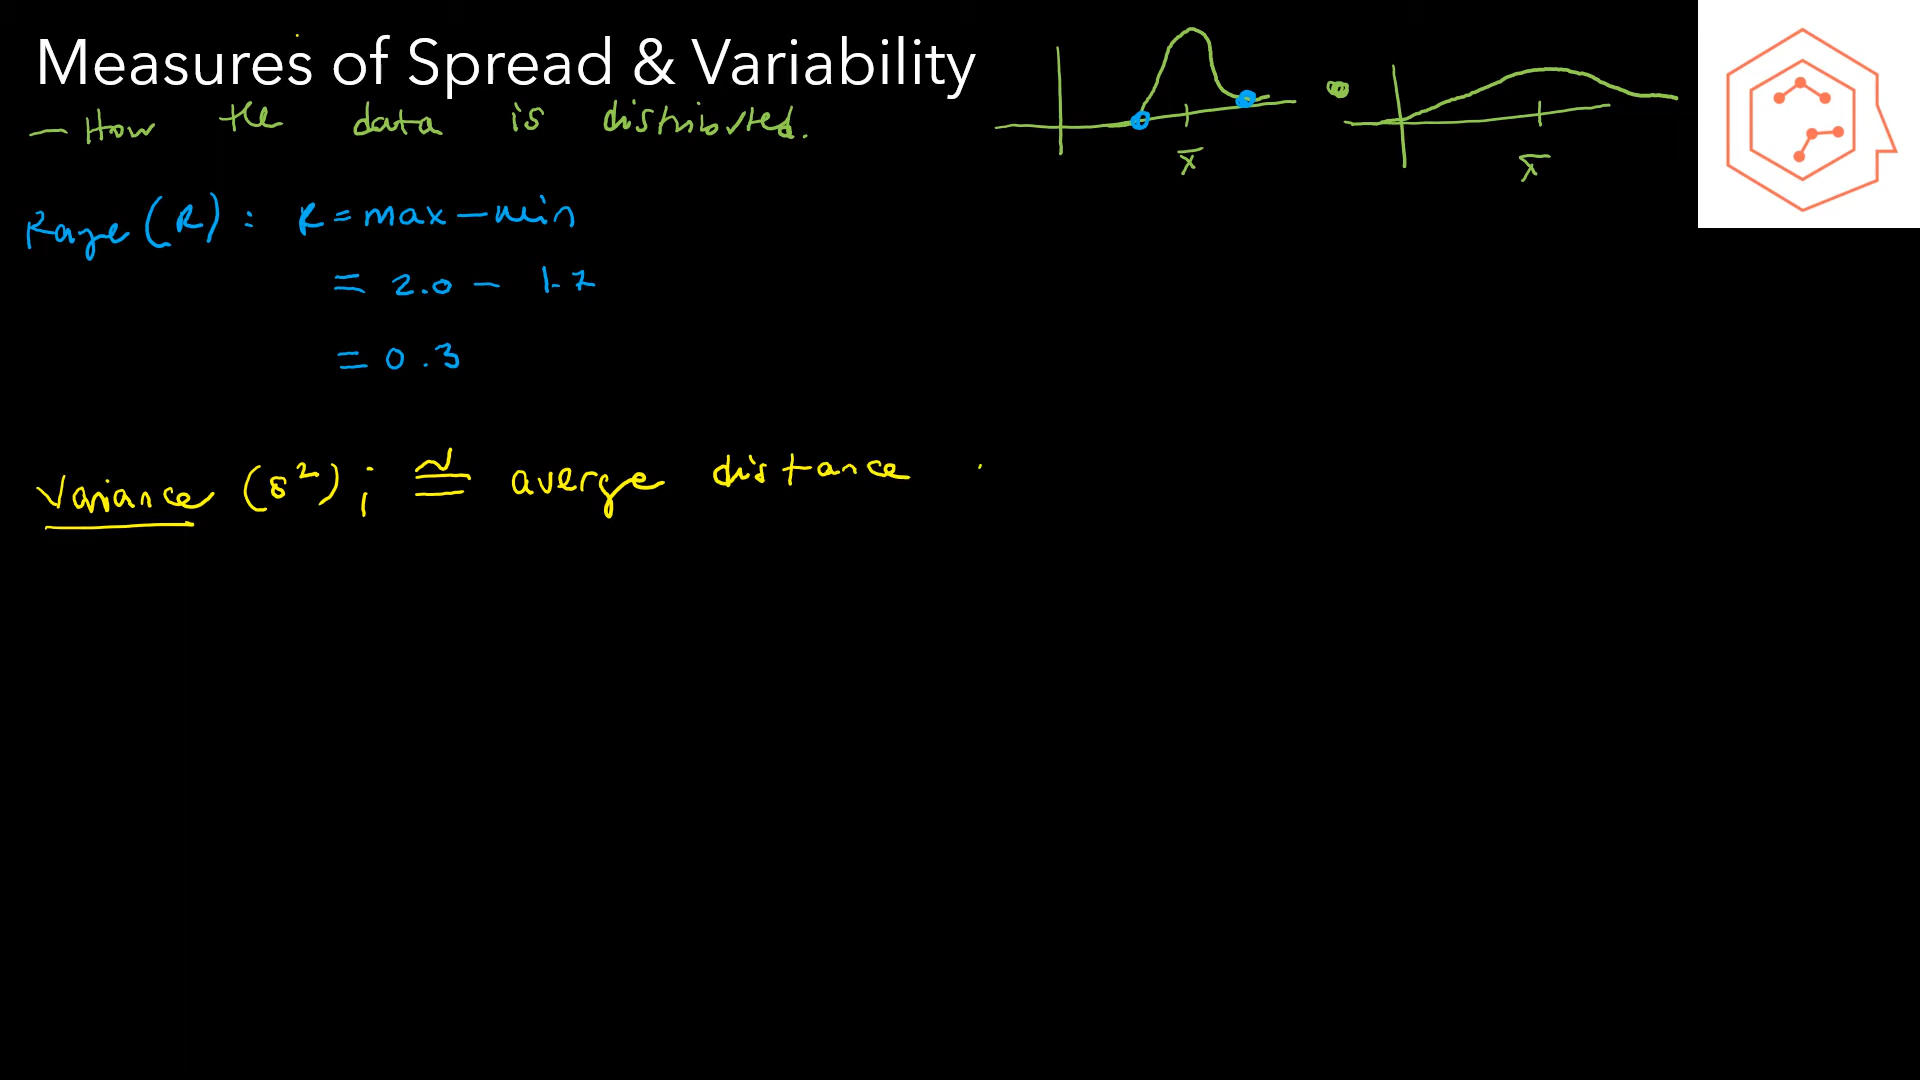 Measures of Spread & Variability
– How the data is distributed.
x̄
x̄
Range (R) : R = max – min
= 2.0 – 1.7
= 0.3
Variance (s²) ; ≅ averge distance